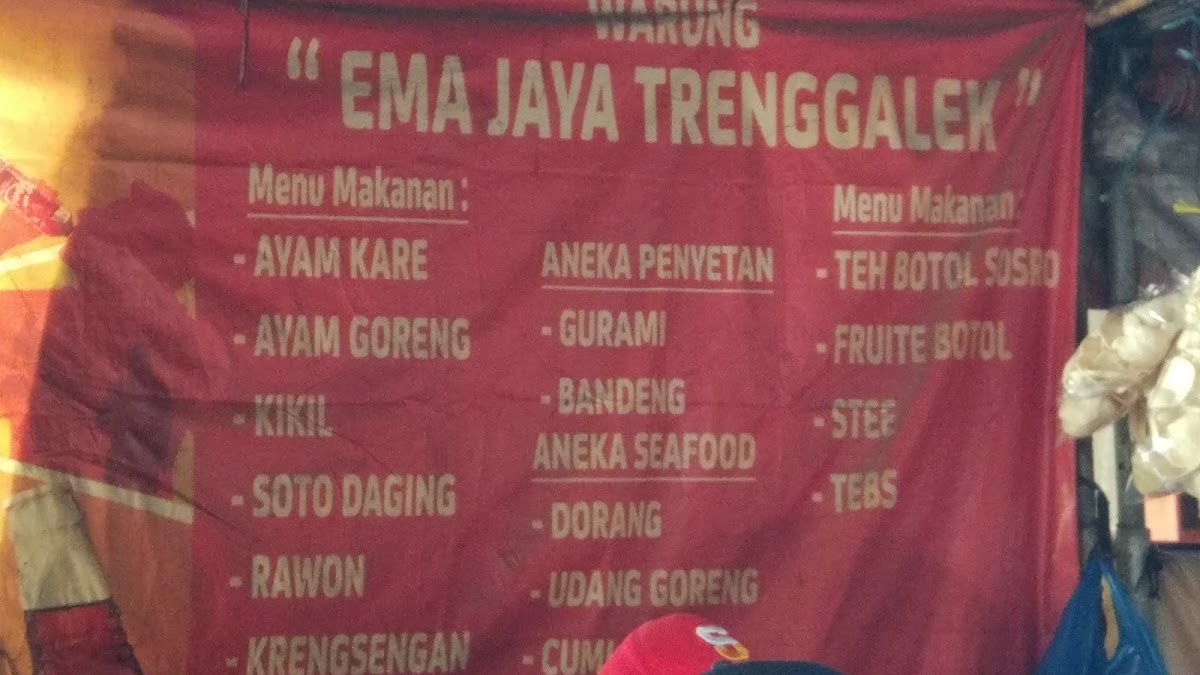 WARUNG
" EMA JAYA TRENGGALEK "
Menu Makanan :
- AYAM KARE
- AYAM GORENG
- KIKIL
- SOTO DAGING
- RAWON
- KRENGSENGAN
ANEKA PENYETAN
- GURAMI
- BANDENG
ANEKA SEAFOOD
- DORANG
- UDANG GORENG
- CUMI
Menu Makanan :
- TEH BOTOL SOSRO
- FRUITE BOTOL
- STEE
- TEBS